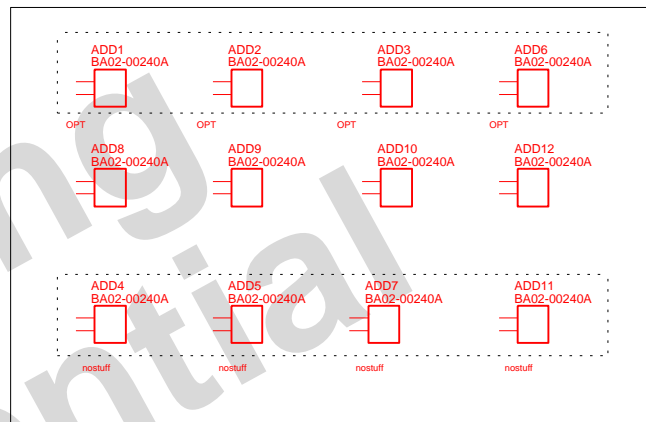 ADD1 ADD2 ADD3 ADD6
BA02-00240A BA02-00240A BA02-00240A BA02-00240A
OPT OPT OPT OPT
ADD8 ADD9 ADD10 ADD12
BA02-00240A BA02-00240A BA02-00240A BA02-00240A
ADD4 ADD5 ADD7 ADD11
BA02-00240A BA02-00240A BA02-00240A BA02-00240A
nostuff nostuff nostuff nostuff